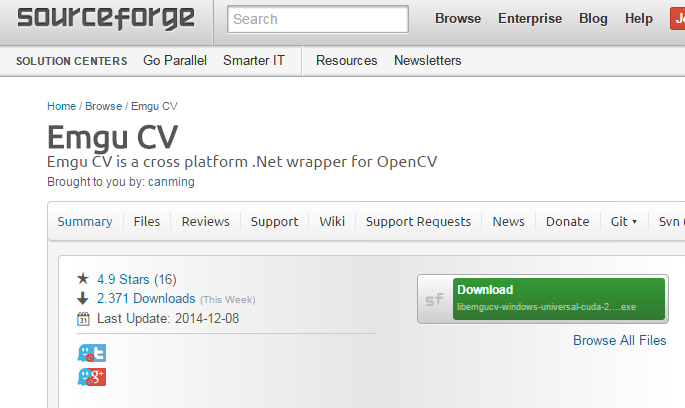 sourceforge
Search
Browse Enterprise Blog Help
SOLUTION CENTERS Go Parallel Smarter IT Resources Newsletters
Home / Browse / Emgu CV
Emgu CV
Emgu CV is a cross platform .Net wrapper for OpenCV
Brought to you by: canming
Summary Files Reviews Support Wiki Support Requests News Donate Git Svn
4.9 Stars (16)
2.371 Downloads (This Week)
31 Last Update: 2014-12-08
sf Download
libemgucv-windows-universal-cuda-2....exe
Browse All Files
g+